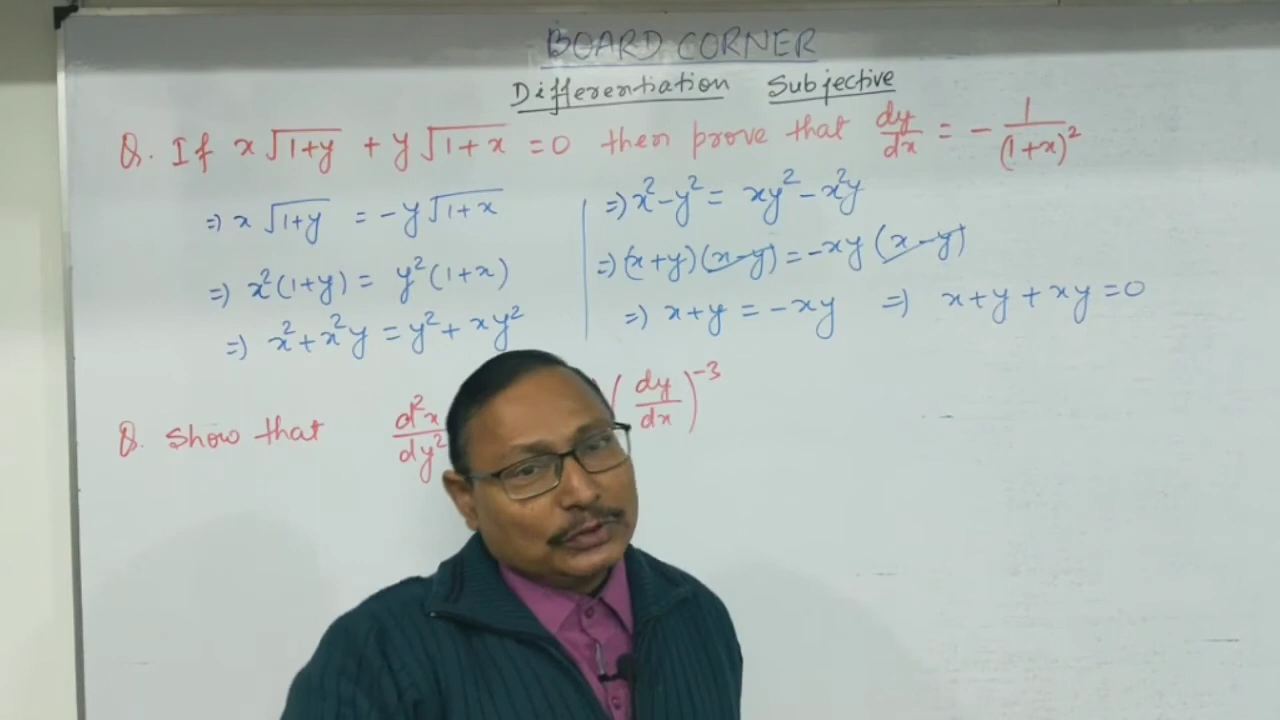 BOARD CORNER
Differentiation Subjective
Q. If x√(1+y) + y√(1+x) = 0 then prove that dy/dx = - 1/(1+x)²
⇒ x√(1+y) = -y√(1+x)
⇒ x²(1+y) = y²(1+x)
⇒ x² + x²y = y² + xy²
⇒ x² - y² = xy² - x²y
⇒ (x+y)(x-y) = -xy(x-y)
⇒ x+y = -xy ⇒ x+y+xy=0
Q. Show that d²x/dy² (dy/dx)⁻³